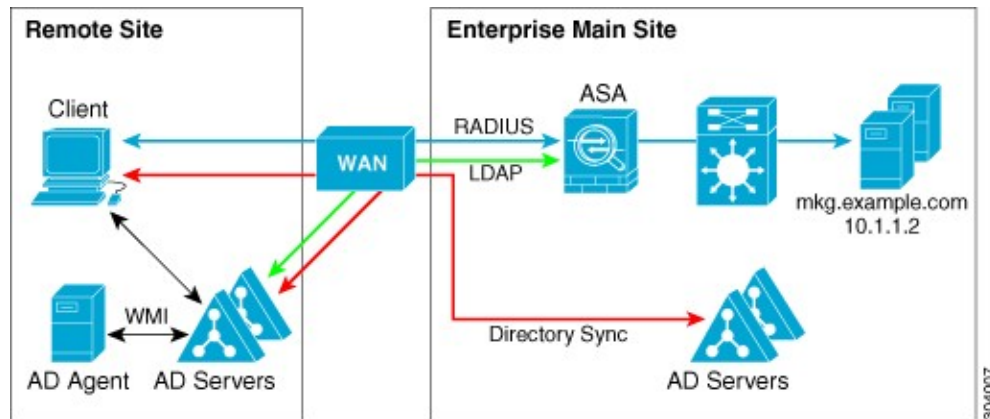 Remote Site
Enterprise Main Site
Client
ASA
RADIUS
WAN
LDAP
mkg.example.com
10.1.1.2
WMI
Directory Sync
AD Agent
AD Servers
AD Servers
304007